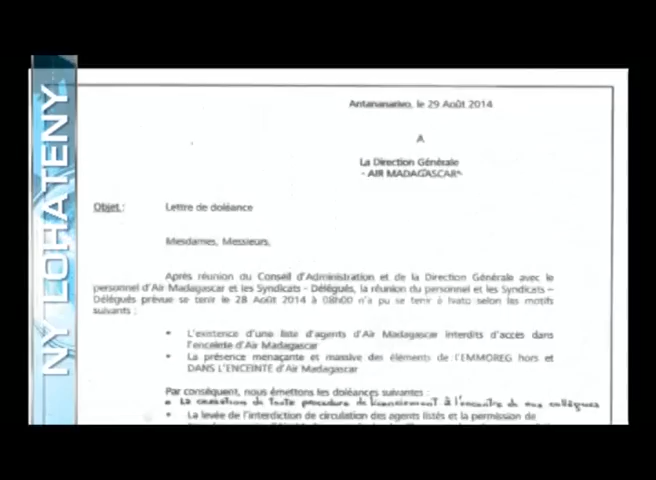 NY LOHATENY
Antananarivo, le 29 Août 2014
A
La Direction Générale
- AIR MADAGASCAR-
Objet : Lettre de doléance
Mesdames, Messieurs,
Après réunion du Conseil d'Administration et de la Direction Générale avec le
personnel d'Air Madagascar et les Syndicats - Délégués, la réunion du personnel et les Syndicats –
Délégués prévue se tenir le 28 Août 2014 à 08h00 n'a pu se tenir à Ivato selon les motifs
suivants :
• L'existence d'une liste d'agents d'Air Madagascar interdits d'accès dans
l'enceinte d'Air Madagascar
• La présence menaçante et massive des éléments de l'EMMOREG hors et
DANS L'ENCEINTE d'Air Madagascar
Par conséquent, nous émettons les doléances suivantes :
• La cessation de toute procédure de licenciement à l'encontre de nos collègues
• La levée de l'interdiction de circulation des agents listés et la permission de